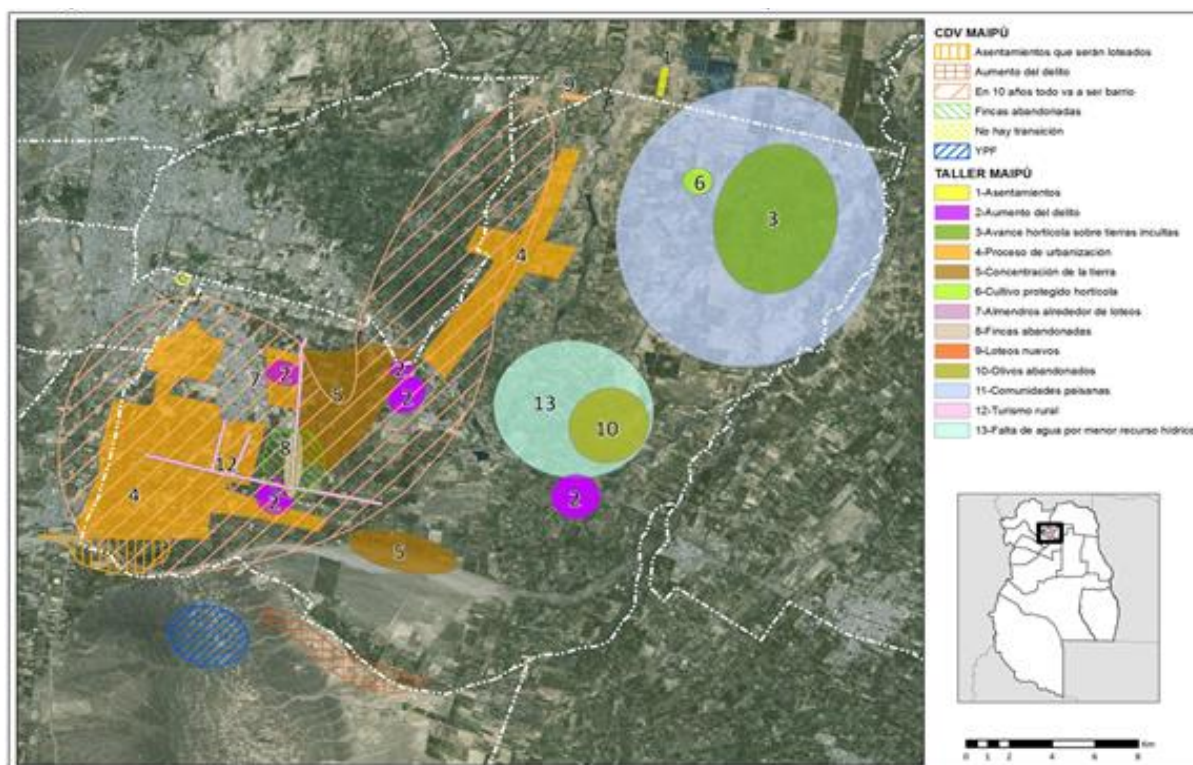 CDV MAIPÚ
Asentamientos que serán loteados
Aumento del delito
En 10 años todo va a ser barrio
Fincas abandonadas
No hay transición
YPF
TALLER MAIPÚ
1-Asentamientos
2-Aumento del delito
3-Avance hortícola sobre tierras incultas
4-Proceso de urbanización
5-Concentración de la tierra
6-Cultivo protegido hortícola
7-Almendros alrededor de loteos
8-Fincas abandonadas
9-Loteos nuevos
10-Olivos abandonados
11-Comunidades paisanas
12-Turismo rural
13-Falta de agua por menor recurso hídrico
1
9
6
3
4
7
2
2
2
13
10
8
12
4
2
2
5
0 1 2 4 6 8
Km